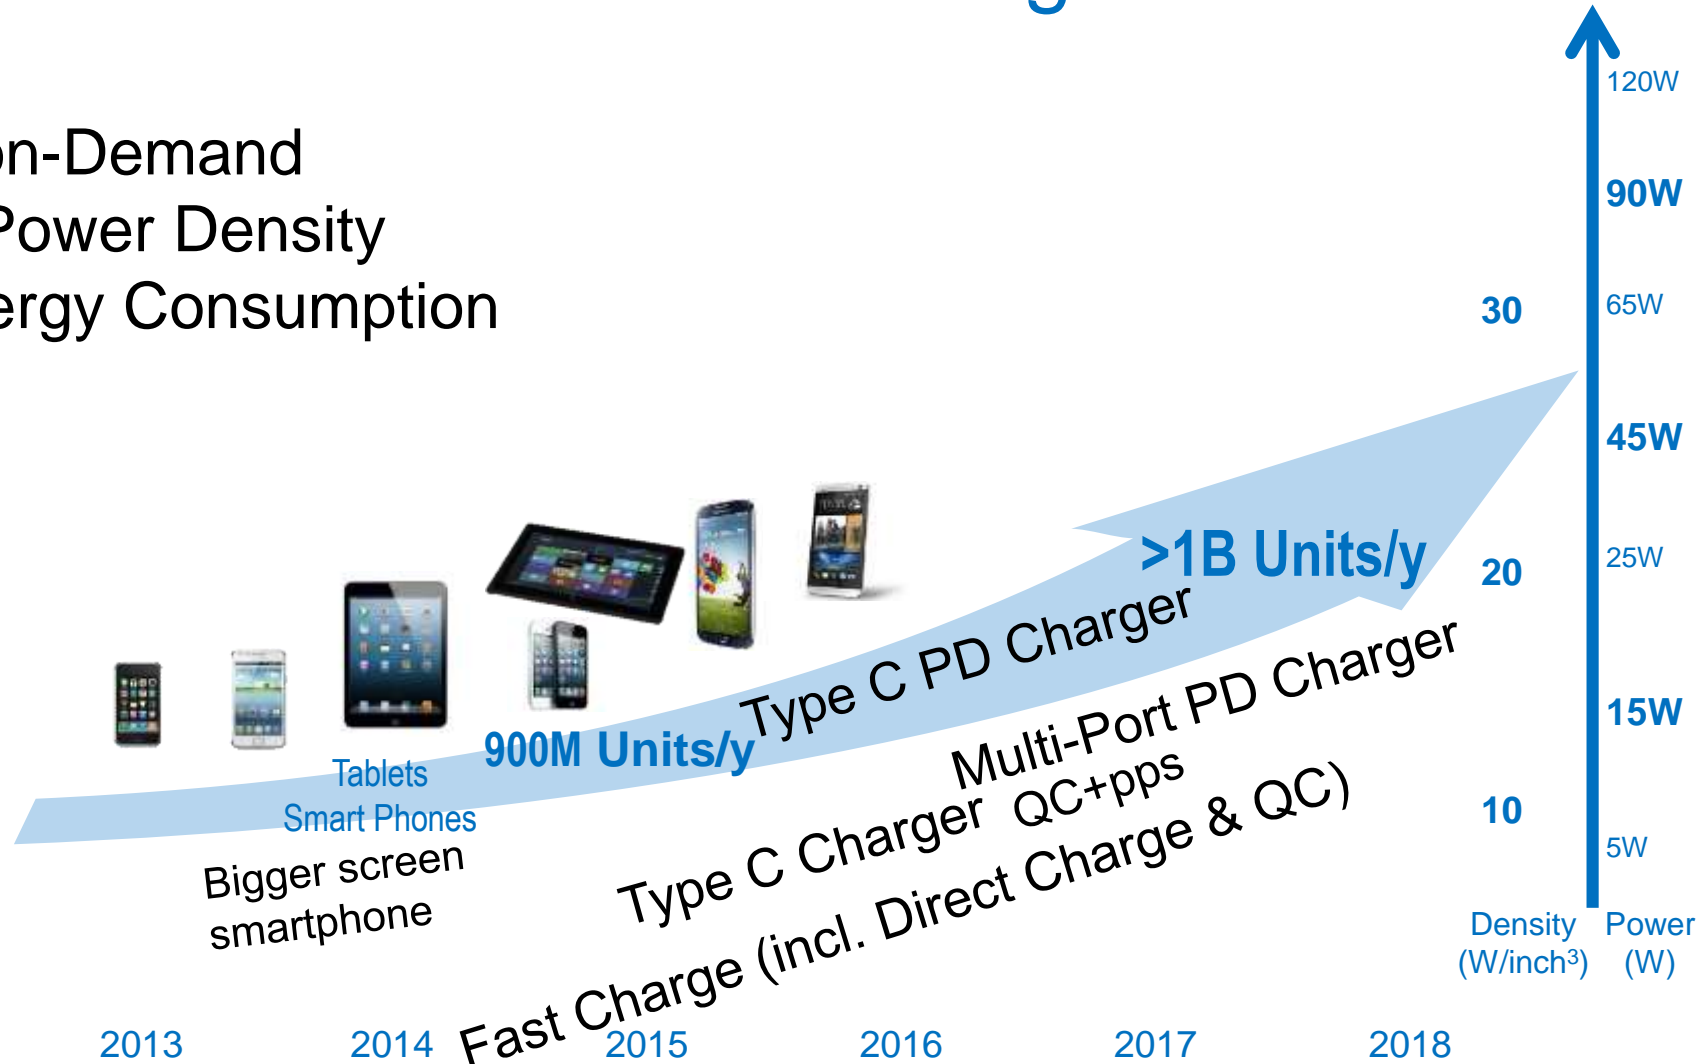 g
on-Demand
Power Density
ergy Consumption
120W
90W
30
65W
45W
>1B Units/y
20
25W
Type C PD Charger
Multi-Port PD Charger
15W
900M Units/y
Tablets
Smart Phones
QC+pps
10
Type C Charger
5W
Bigger screen
smartphone
Fast Charge (incl. Direct Charge & QC)
Density
(W/inch³)
Power
(W)
2013
2014
2015
2016
2017
2018